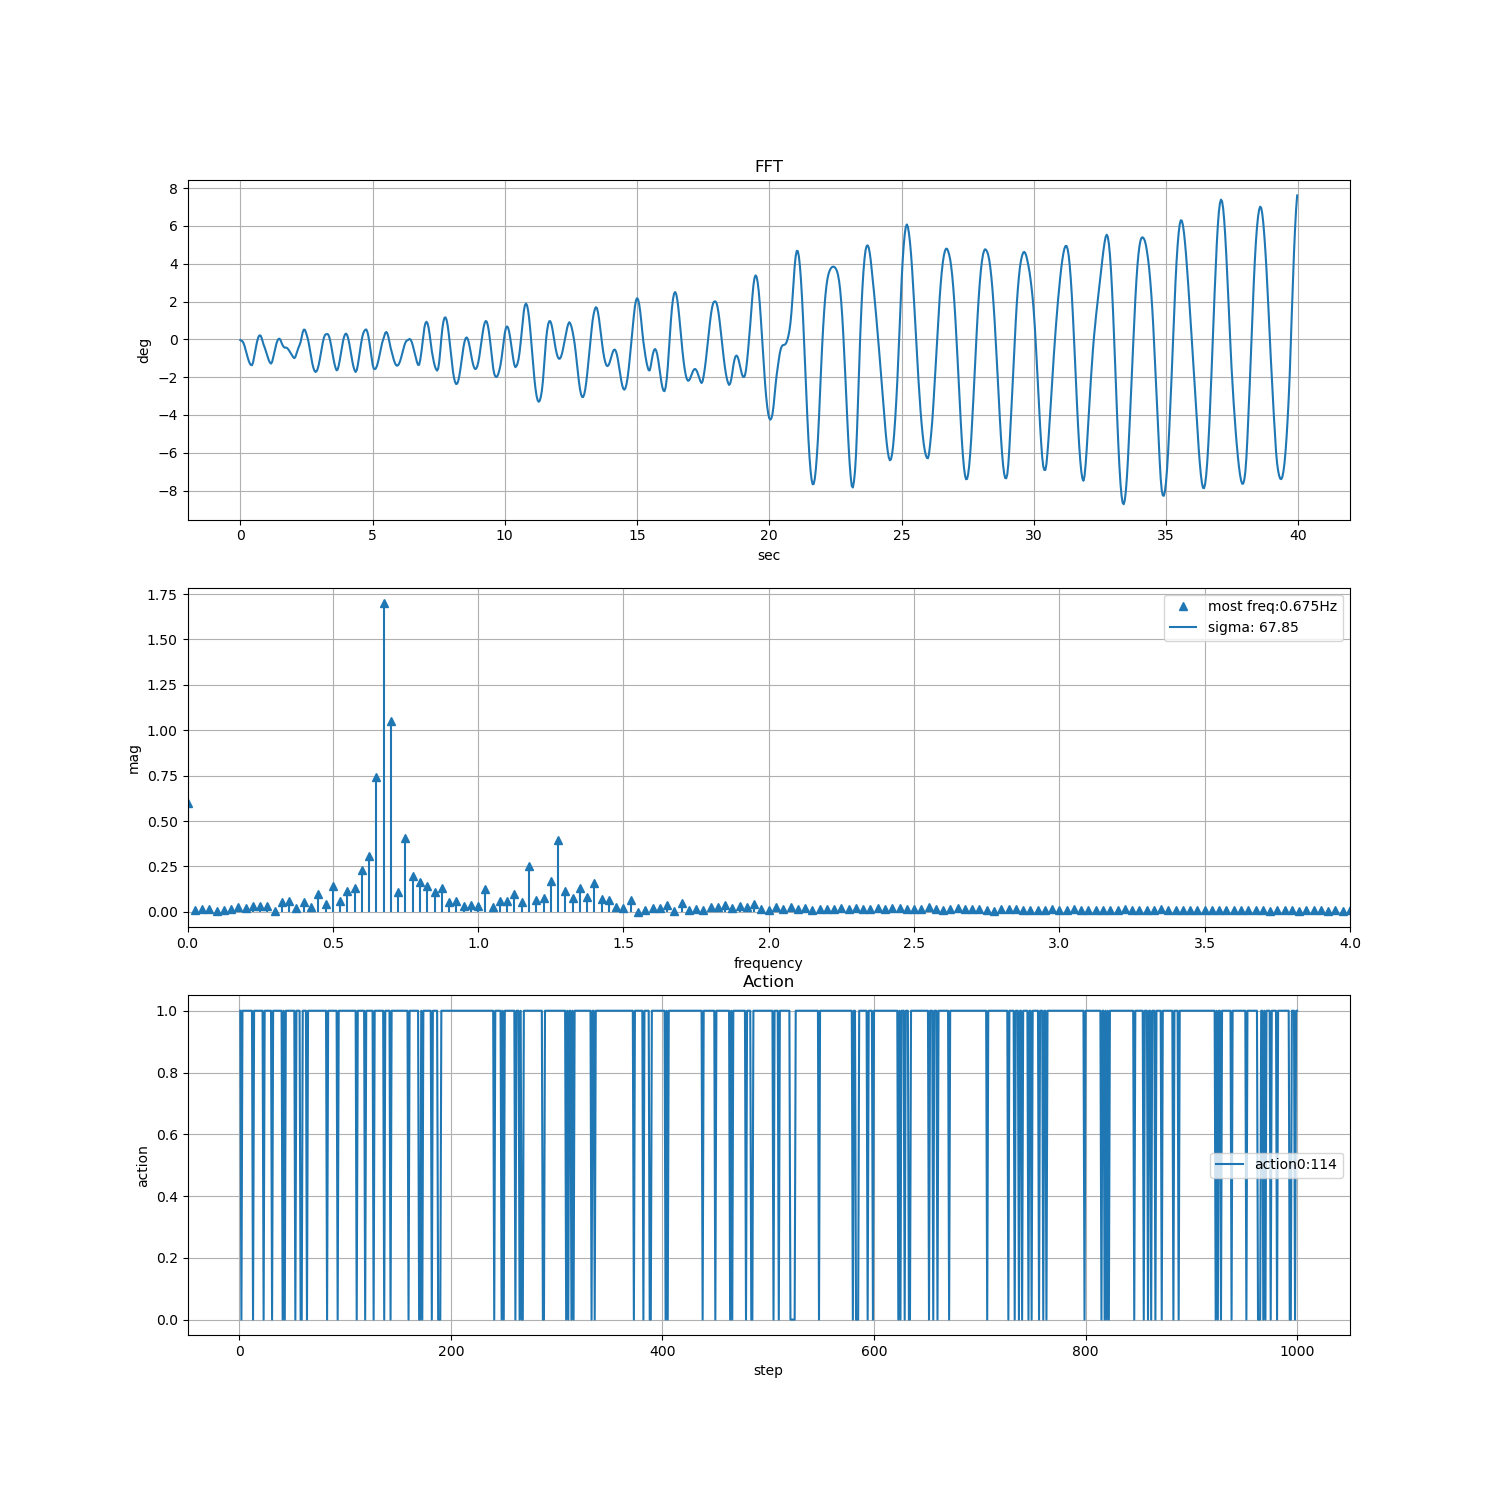 FFT
8
6
4
2
0
−2
−4
−6
−8
deg
0 5 10 15 20 25 30 35 40
sec
1.75
1.50
1.25
1.00
0.75
0.50
0.25
0.00
mag
most freq:0.675Hz
sigma: 67.85
0.0 0.5 1.0 1.5 2.0 2.5 3.0 3.5 4.0
frequency
Action
1.0
0.8
0.6
0.4
0.2
0.0
action
action0:114
0 200 400 600 800 1000
step